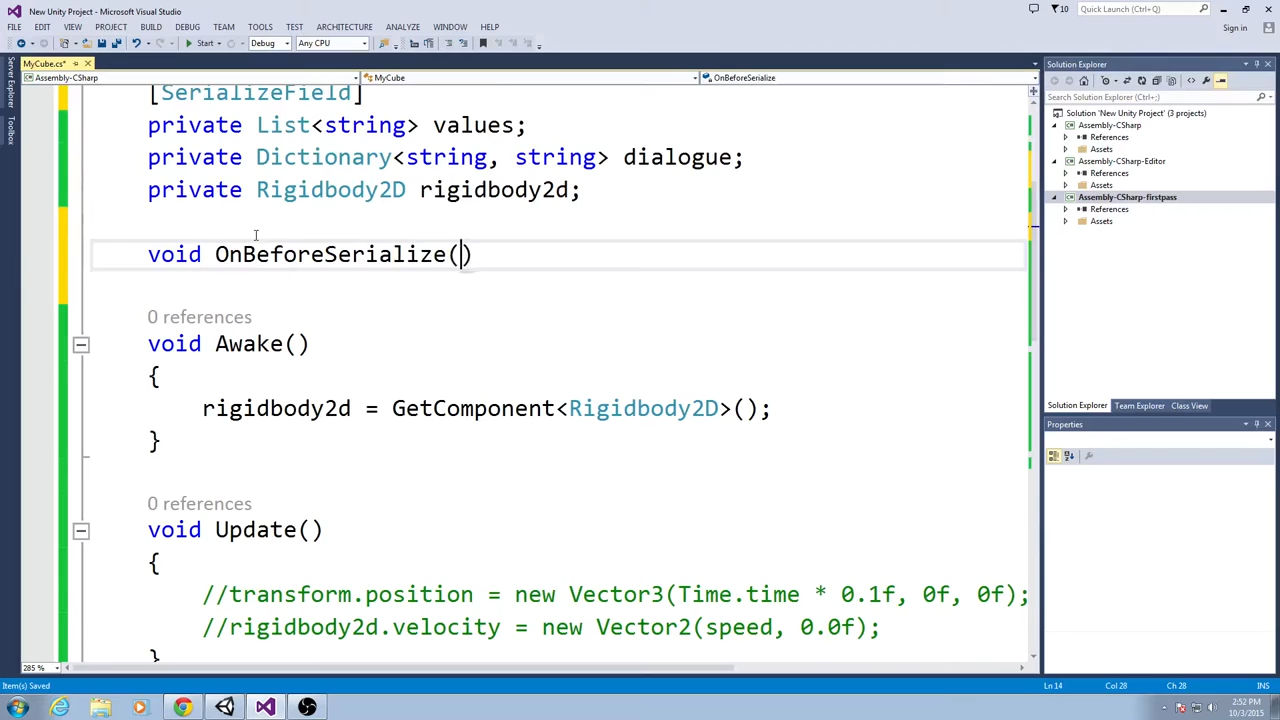 New Unity Project - Microsoft Visual Studio
10
Quick Launch (Ctrl+Q)
FILE EDIT VIEW PROJECT BUILD DEBUG TEAM TOOLS TEST ARCHITECTURE ANALYZE WINDOW HELP
Sign in
Start Debug Any CPU
MyCube.cs*
Solution Explorer
Assembly-CSharp MyCube OnBeforeSerialize
Server Explorer
Toolbox
[SerializeField]
private List<string> values;
private Dictionary<string, string> dialogue;
private Rigidbody2D rigidbody2d;
void OnBeforeSerialize()
0 references
void Awake()
{
rigidbody2d = GetComponent<Rigidbody2D>();
}
0 references
void Update()
{
//transform.position = new Vector3(Time.time * 0.1f, 0f, 0f);
//rigidbody2d.velocity = new Vector2(speed, 0.0f);
}
285 %
Search Solution Explorer (Ctrl+;)
Solution 'New Unity Project' (3 projects)
Assembly-CSharp
References
Assets
Assembly-CSharp-Editor
References
Assets
Assembly-CSharp-firstpass
References
Assets
Solution Explorer Team Explorer Class View
Properties
Item(s) Saved
Ln 14 Col 28 Ch 28 INS
2:52 PM
10/3/2015